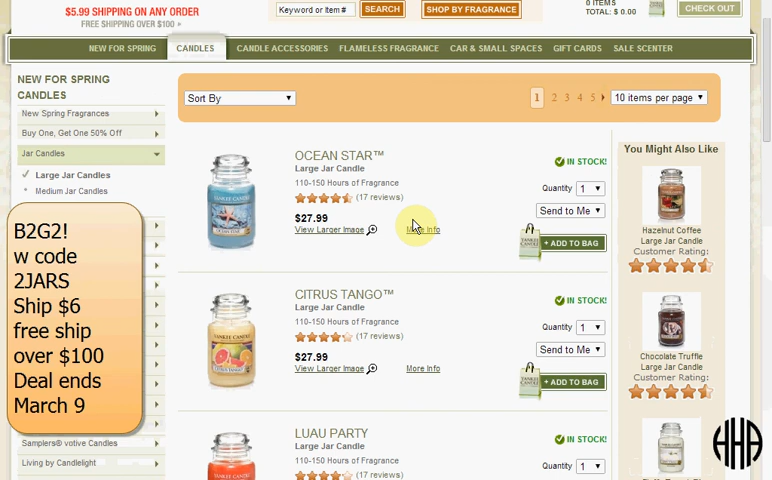 $5.99 SHIPPING ON ANY ORDER
FREE SHIPPING OVER $100 »
Keyword or Item #
SEARCH
SHOP BY FRAGRANCE
0 ITEMS
TOTAL: $ 0.00
CHECK OUT
NEW FOR SPRING
CANDLES
CANDLE ACCESSORIES
FLAMELESS FRAGRANCE
CAR & SMALL SPACES
GIFT CARDS
SALE SCENTER
NEW FOR SPRING
CANDLES
New Spring Fragrances
Buy One, Get One 50% Off
Jar Candles
Large Jar Candles
Medium Jar Candles
B2G2!
w code
2JARS
Ship $6
free ship
over $100
Deal ends
March 9
Samplers® votive Candles
Living by Candlelight
Sort By
1 2 3 4 5
10 items per page
OCEAN STAR™
Large Jar Candle
110-150 Hours of Fragrance
(17 reviews)
$27.99
View Larger Image
More Info
IN STOCK!
Quantity 1
Send to Me
+ ADD TO BAG
CITRUS TANGO™
Large Jar Candle
110-150 Hours of Fragrance
(17 reviews)
$27.99
View Larger Image
More Info
IN STOCK!
Quantity 1
Send to Me
+ ADD TO BAG
LUAU PARTY
Large Jar Candle
110-150 Hours of Fragrance
(17 reviews)
IN STOCK!
Quantity 1
You Might Also Like
Hazelnut Coffee
Large Jar Candle
Customer Rating:
Chocolate Truffle
Large Jar Candle
Customer Rating:
HHA